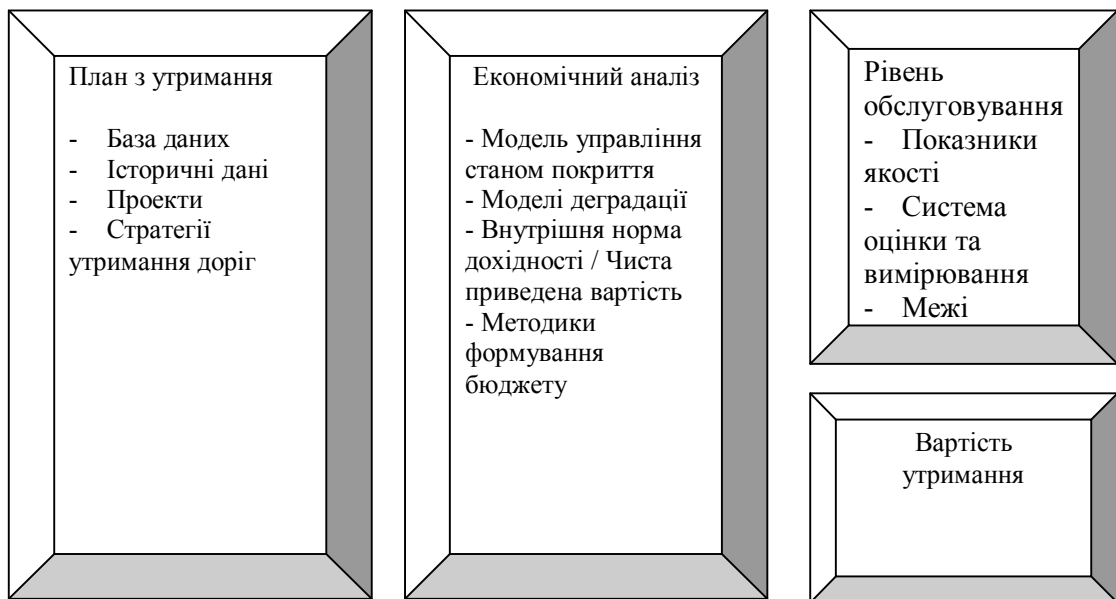 План з утримання
- База даних
- Історичні дані
- Проекти
- Стратегії
утримання доріг
Економічний аналіз
- Модель управління
станом покриття
- Моделі деградації
- Внутрішня норма
дохідності / Чиста
приведена вартість
- Методики
формування
бюджету
Рівень
обслуговування
- Показники
якості
- Система
оцінки та
вимірювання
- Межі
Вартість
утримання